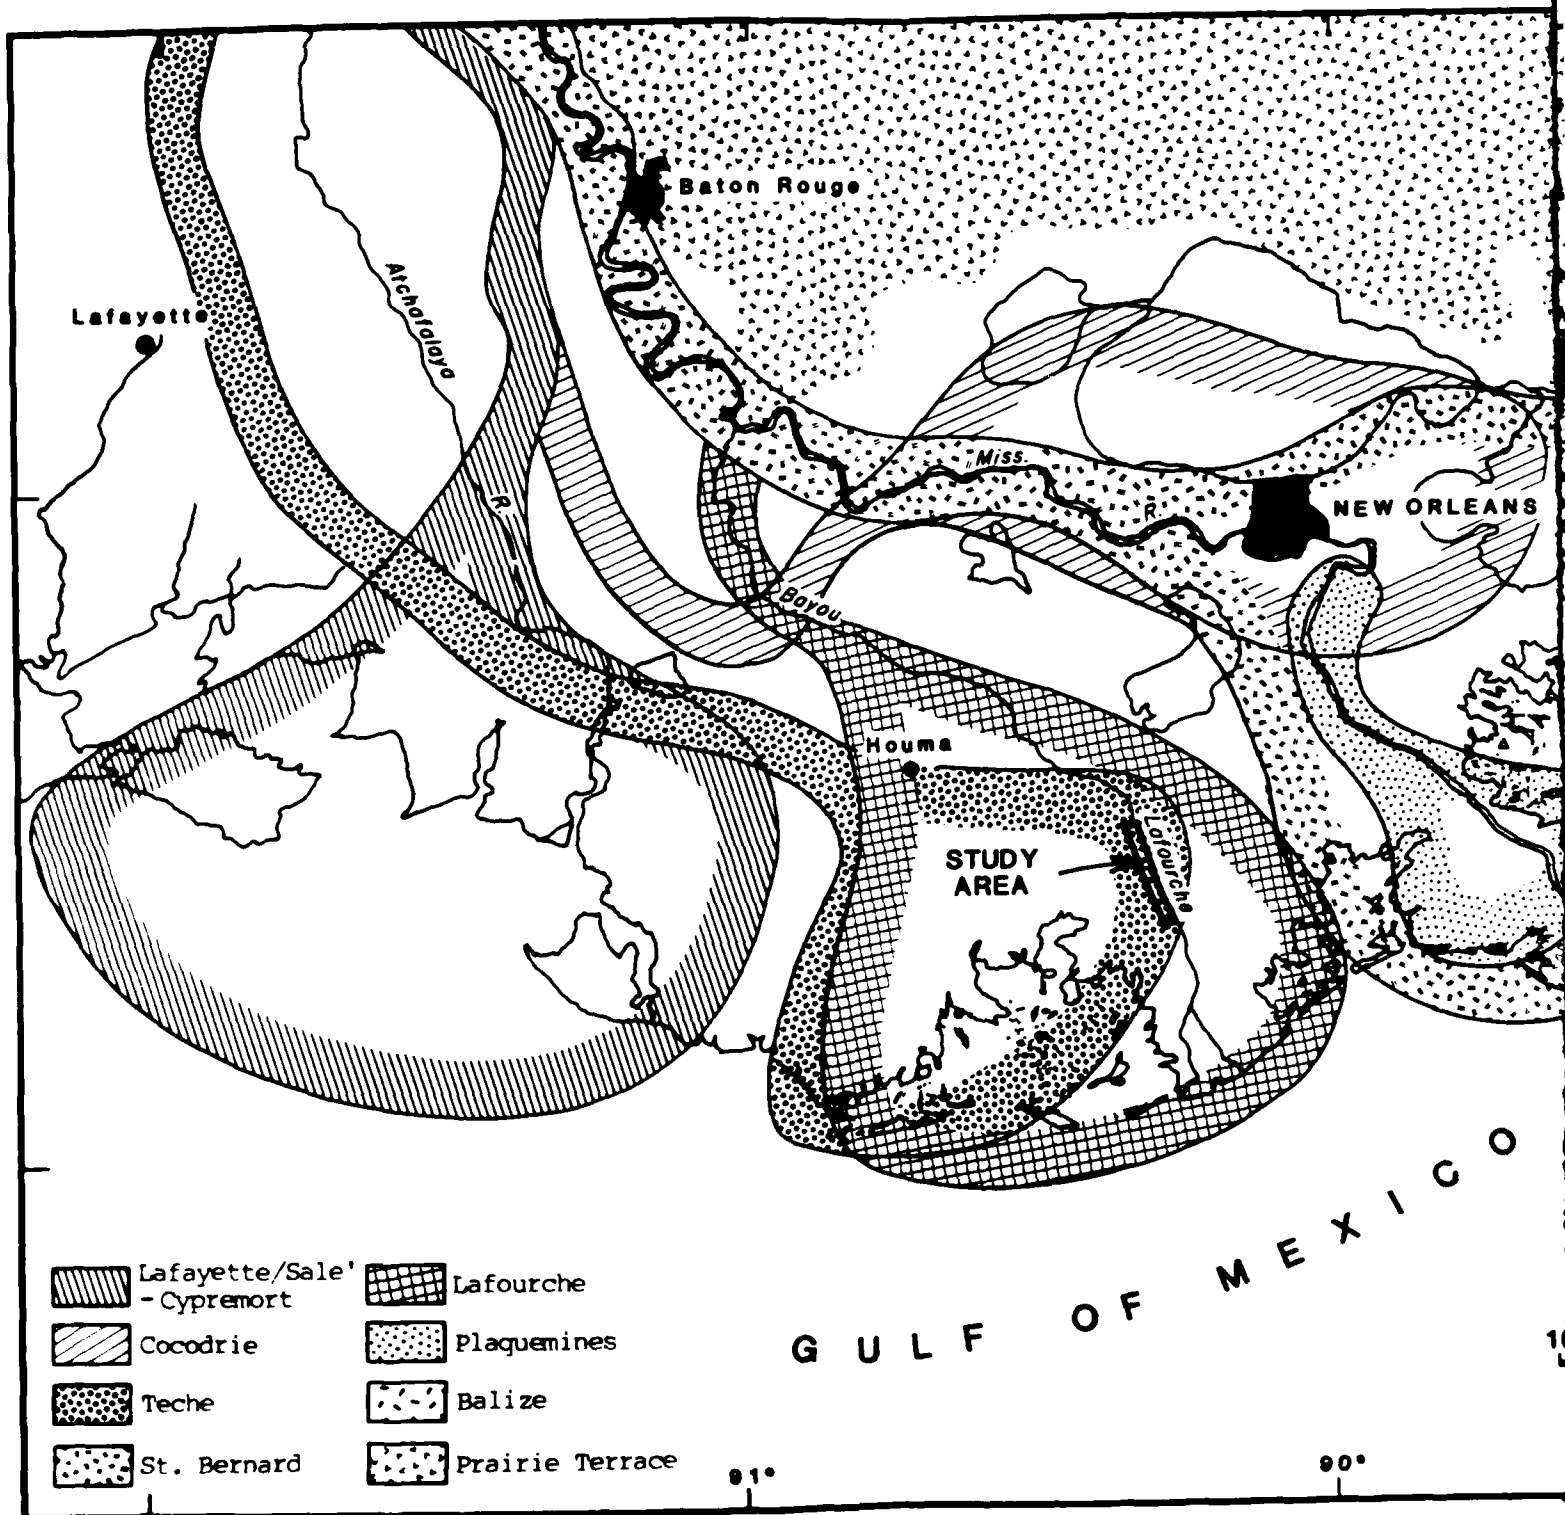 Baton Rouge
Atchafalaya
Lafayette
Miss.
R
R
NEW ORLEANS
Bayou
Houma
Lafourche
STUDY
AREA
GULF OF MEXICO
Lafayette/Sale'
- Cypremort
Lafourche
Cocodrie
Plaquemines
Teche
Balize
St. Bernard
Prairie Terrace
91°
90°